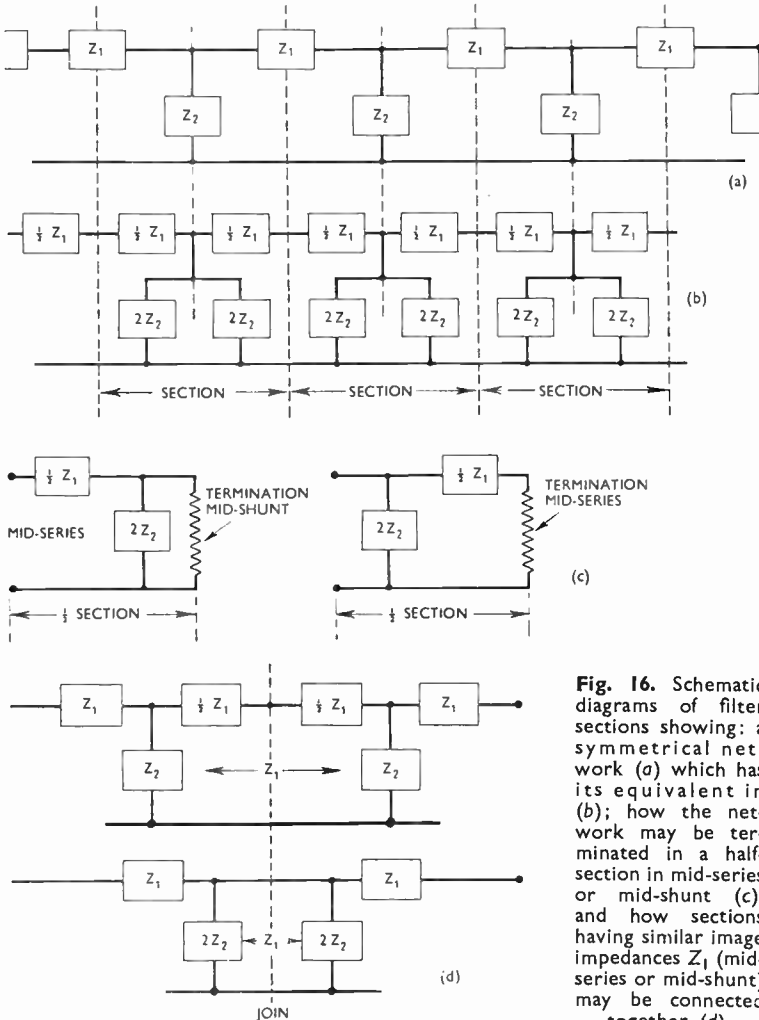 Z₁ Z₁ Z₁ Z₁
Z₂ Z₂ Z₂
(a)
½ Z₁ ½ Z₁ ½ Z₁ ½ Z₁ ½ Z₁ ½ Z₁ ½ Z₁
(b)
2Z₂ 2Z₂ 2Z₂ 2Z₂ 2Z₂ 2Z₂
SECTION SECTION SECTION
½ Z₁ ½ Z₁
TERMINATION
MID-SHUNT
TERMINATION
MID-SERIES
MID-SERIES 2Z₂ 2Z₂
(c)
½ SECTION ½ SECTION
Z₁ ½ Z₁ ½ Z₁ Z₁
Z₂ Z₁ Z₂
Z₁ Z₁
2Z₂ Z₁ 2Z₂
(d)
JOIN
Fig. 16. Schematic
diagrams of filter
sections showing: a
symmetrical net-
work (a) which has
its equivalent in
(b); how the net-
work may be ter-
minated in a half-
section in mid-series
or mid-shunt (c)
and how sections
having similar image
impedances Z₁ (mid-
series or mid-shunt)
may be connected
together (d)